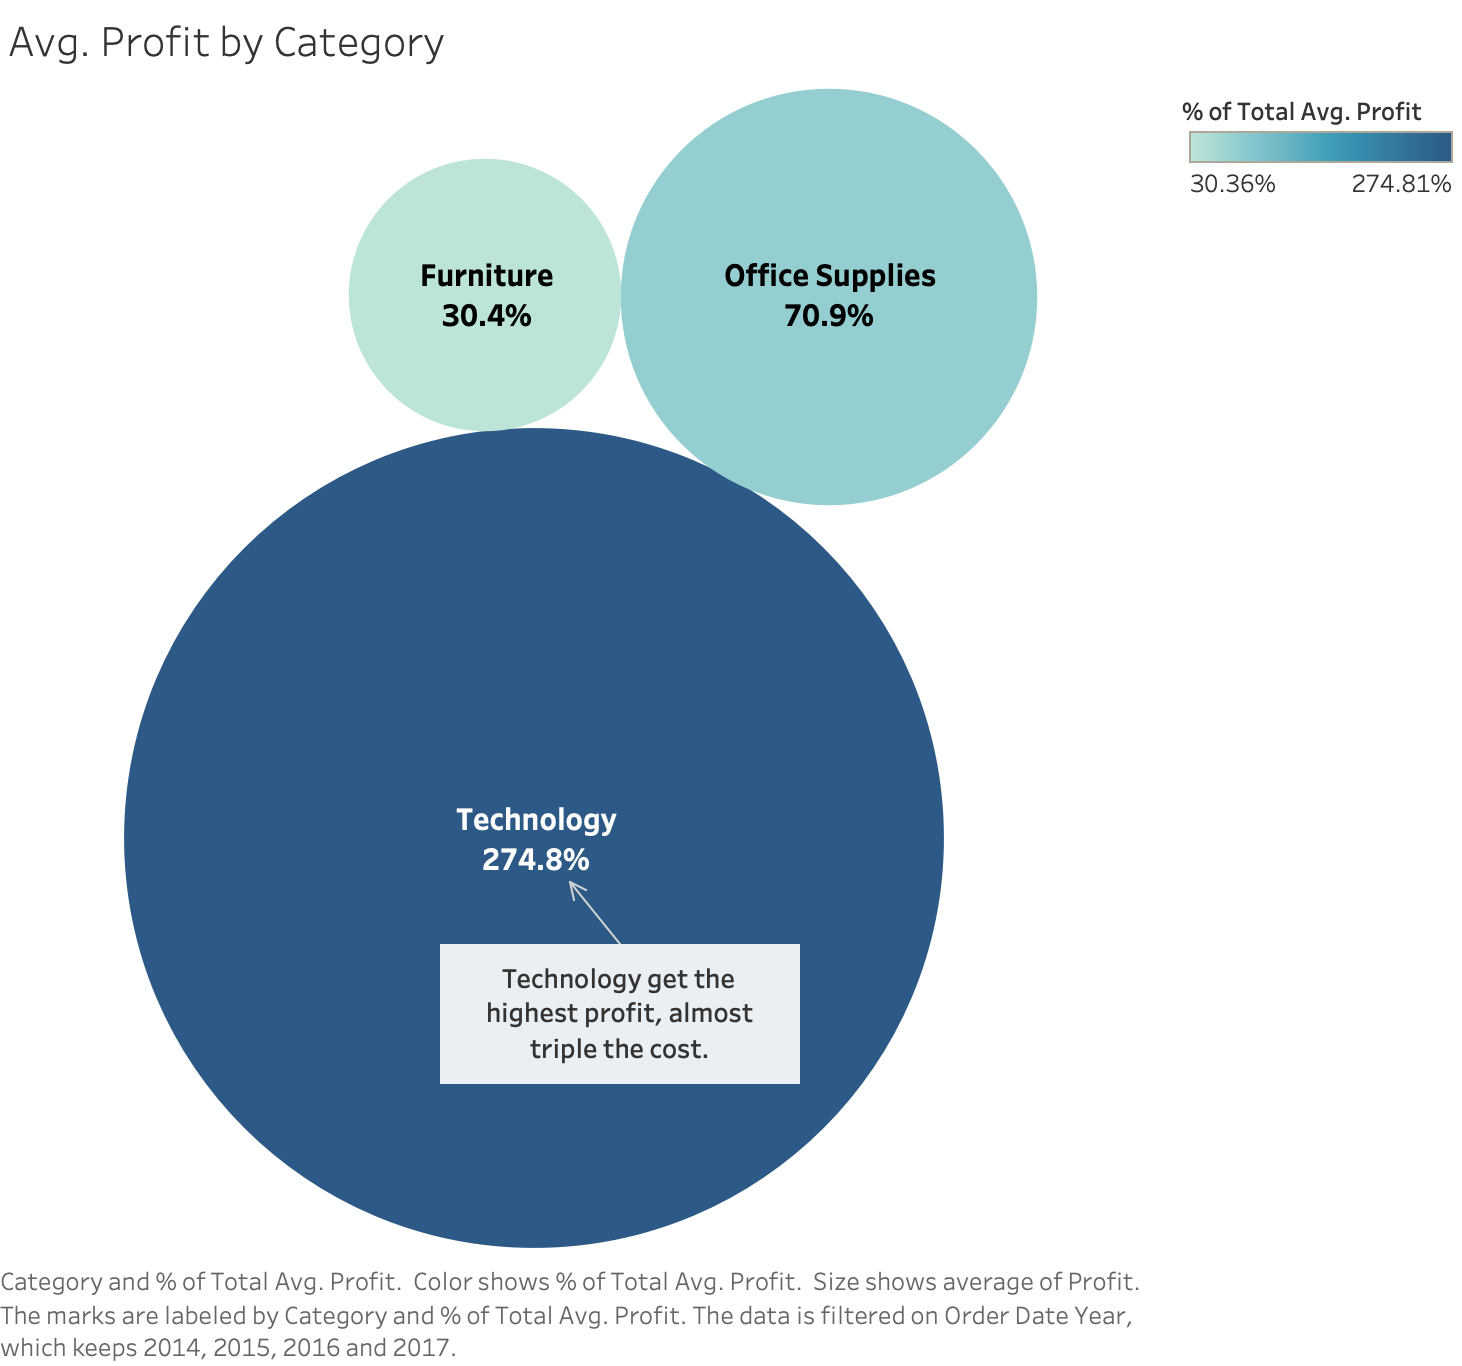 Avg. Profit by Category
% of Total Avg. Profit
30.36% 274.81%
Furniture
30.4%
Office Supplies
70.9%
Technology
274.8%
Technology get the
highest profit, almost
triple the cost.
Category and % of Total Avg. Profit.  Color shows % of Total Avg. Profit.  Size shows average of Profit.
The marks are labeled by Category and % of Total Avg. Profit. The data is filtered on Order Date Year,
which keeps 2014, 2015, 2016 and 2017.